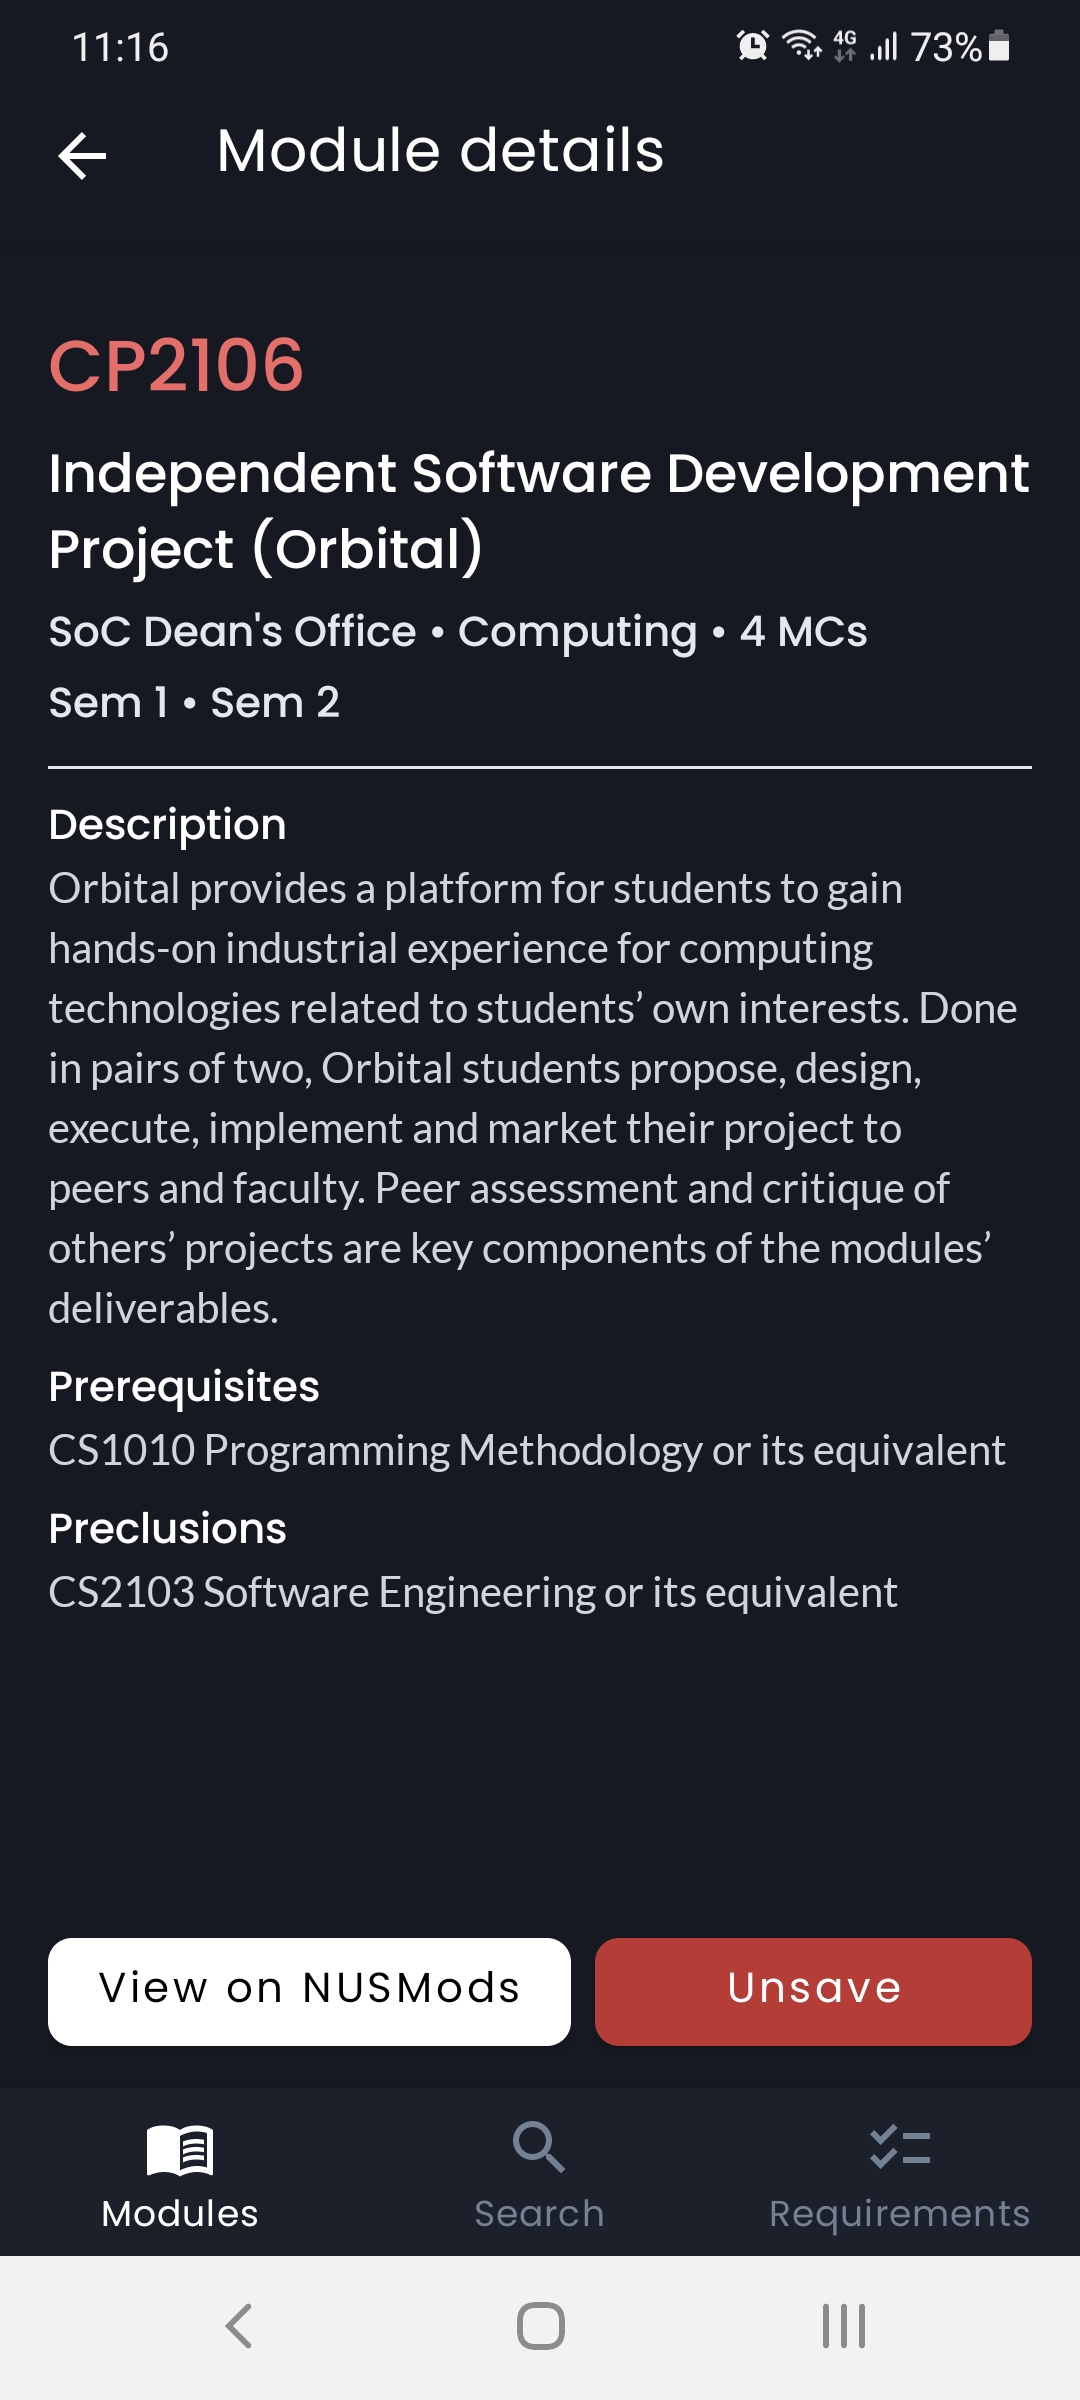 11:16
4G
73%
Module details
CP2106
Independent Software Development
Project (Orbital)
SoC Dean's Office • Computing • 4 MCs
Sem 1 • Sem 2
Description
Orbital provides a platform for students to gain
hands-on industrial experience for computing
technologies related to students’ own interests. Done
in pairs of two, Orbital students propose, design,
execute, implement and market their project to
peers and faculty. Peer assessment and critique of
others’ projects are key components of the modules’
deliverables.
Prerequisites
CS1010 Programming Methodology or its equivalent
Preclusions
CS2103 Software Engineering or its equivalent
View on NUSMods
Unsave
Modules
Search
Requirements